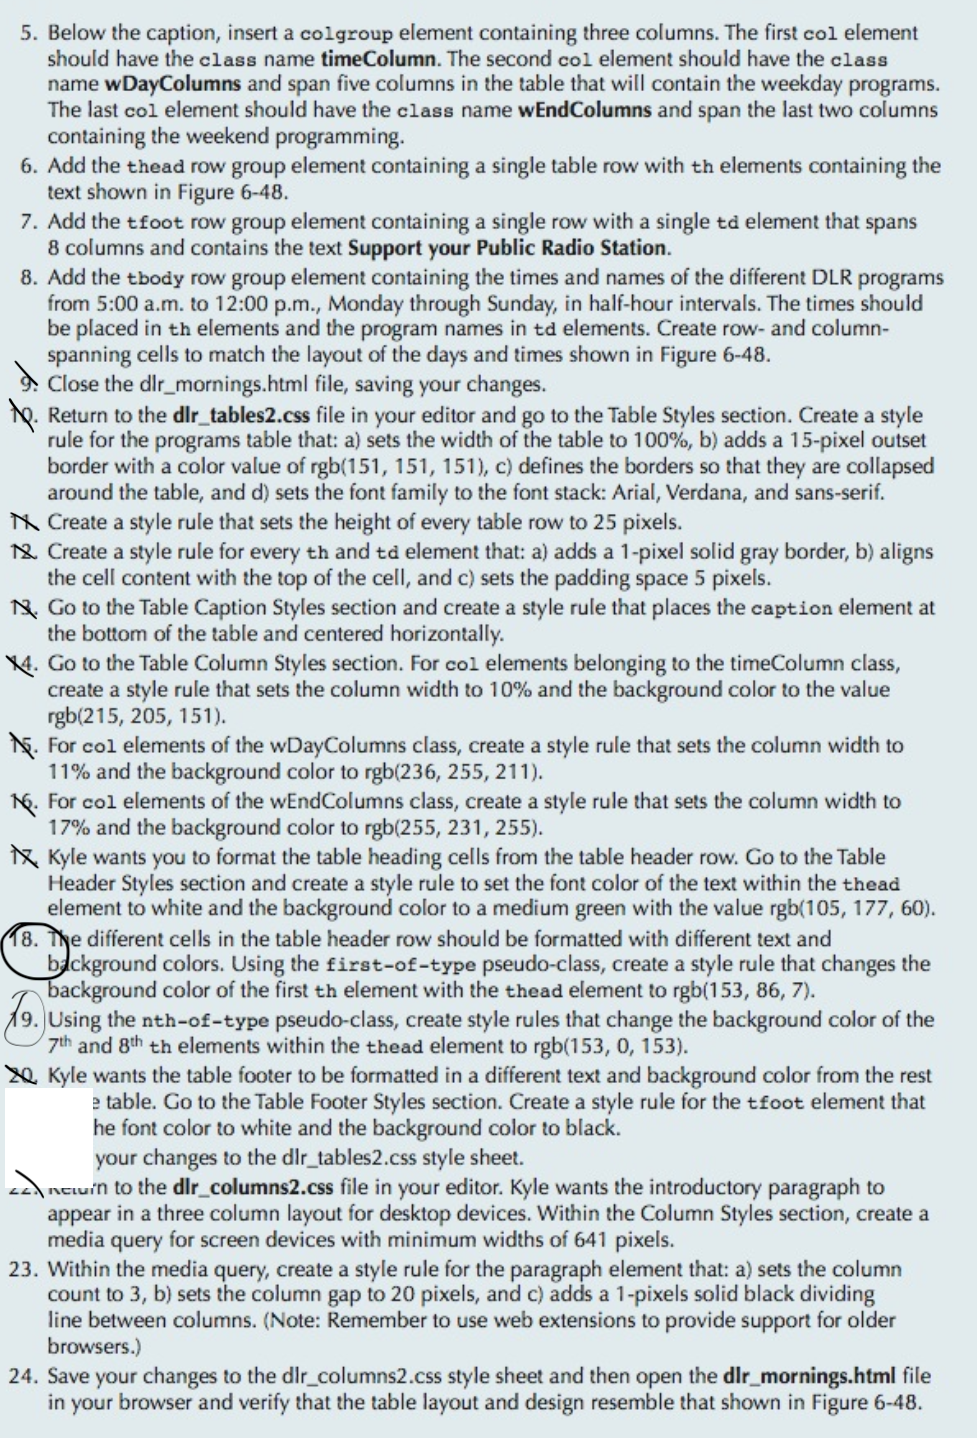 5. Below the caption, insert a colgroup element containing three columns. The first col element
should have the class name timeColumn. The second col element should have the class
name wDayColumns and span five columns in the table that will contain the weekday programs.
The last col element should have the class name wEndColumns and span the last two columns
containing the weekend programming.
6. Add the thead row group element containing a single table row with th elements containing the
text shown in Figure 6-48.
7. Add the tfoot row group element containing a single row with a single td element that spans
8 columns and contains the text Support your Public Radio Station.
8. Add the tbody row group element containing the times and names of the different DLR programs
from 5:00 a.m. to 12:00 p.m., Monday through Sunday, in half-hour intervals. The times should
be placed in th elements and the program names in td elements. Create row- and column-
spanning cells to match the layout of the days and times shown in Figure 6-48.
9. Close the dlr_mornings.html file, saving your changes.
10. Return to the dlr_tables2.css file in your editor and go to the Table Styles section. Create a style
rule for the programs table that: a) sets the width of the table to 100%, b) adds a 15-pixel outset
border with a color value of rgb(151, 151, 151), c) defines the borders so that they are collapsed
around the table, and d) sets the font family to the font stack: Arial, Verdana, and sans-serif.
11. Create a style rule that sets the height of every table row to 25 pixels.
12. Create a style rule for every th and td element that: a) adds a 1-pixel solid gray border, b) aligns
the cell content with the top of the cell, and c) sets the padding space 5 pixels.
13. Go to the Table Caption Styles section and create a style rule that places the caption element at
the bottom of the table and centered horizontally.
14. Go to the Table Column Styles section. For col elements belonging to the timeColumn class,
create a style rule that sets the column width to 10% and the background color to the value
rgb(215, 205, 151).
15. For col elements of the wDayColumns class, create a style rule that sets the column width to
11% and the background color to rgb(236, 255, 211).
16. For col elements of the wEndColumns class, create a style rule that sets the column width to
17% and the background color to rgb(255, 231, 255).
17. Kyle wants you to format the table heading cells from the table header row. Go to the Table
Header Styles section and create a style rule to set the font color of the text within the thead
element to white and the background color to a medium green with the value rgb(105, 177, 60).
18. The different cells in the table header row should be formatted with different text and
background colors. Using the first-of-type pseudo-class, create a style rule that changes the
background color of the first th element with the thead element to rgb(153, 86, 7).
19. Using the nth-of-type pseudo-class, create style rules that change the background color of the
7th and 8th th elements within the thead element to rgb(153, 0, 153).
20. Kyle wants the table footer to be formatted in a different text and background color from the rest
e table. Go to the Table Footer Styles section. Create a style rule for the tfoot element that
he font color to white and the background color to black.
your changes to the dlr_tables2.css style sheet.
22. Return to the dlr_columns2.css file in your editor. Kyle wants the introductory paragraph to
appear in a three column layout for desktop devices. Within the Column Styles section, create a
media query for screen devices with minimum widths of 641 pixels.
23. Within the media query, create a style rule for the paragraph element that: a) sets the column
count to 3, b) sets the column gap to 20 pixels, and c) adds a 1-pixels solid black dividing
line between columns. (Note: Remember to use web extensions to provide support for older
browsers.)
24. Save your changes to the dlr_columns2.css style sheet and then open the dlr_mornings.html file
in your browser and verify that the table layout and design resemble that shown in Figure 6-48.